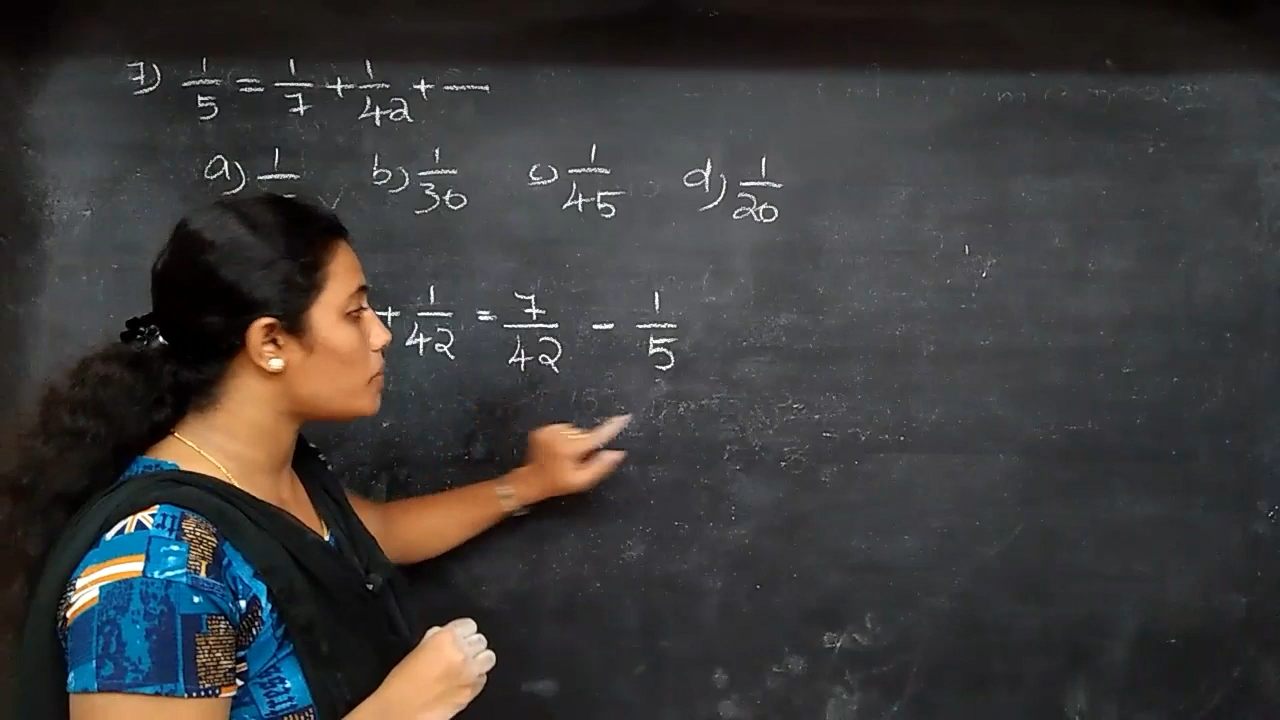 7) 1/5 = 1/7 + 1/42 + —
a) 1/ b) 1/30 c) 1/45 d) 1/20
+ 1/42 = 7/42 - 1/5